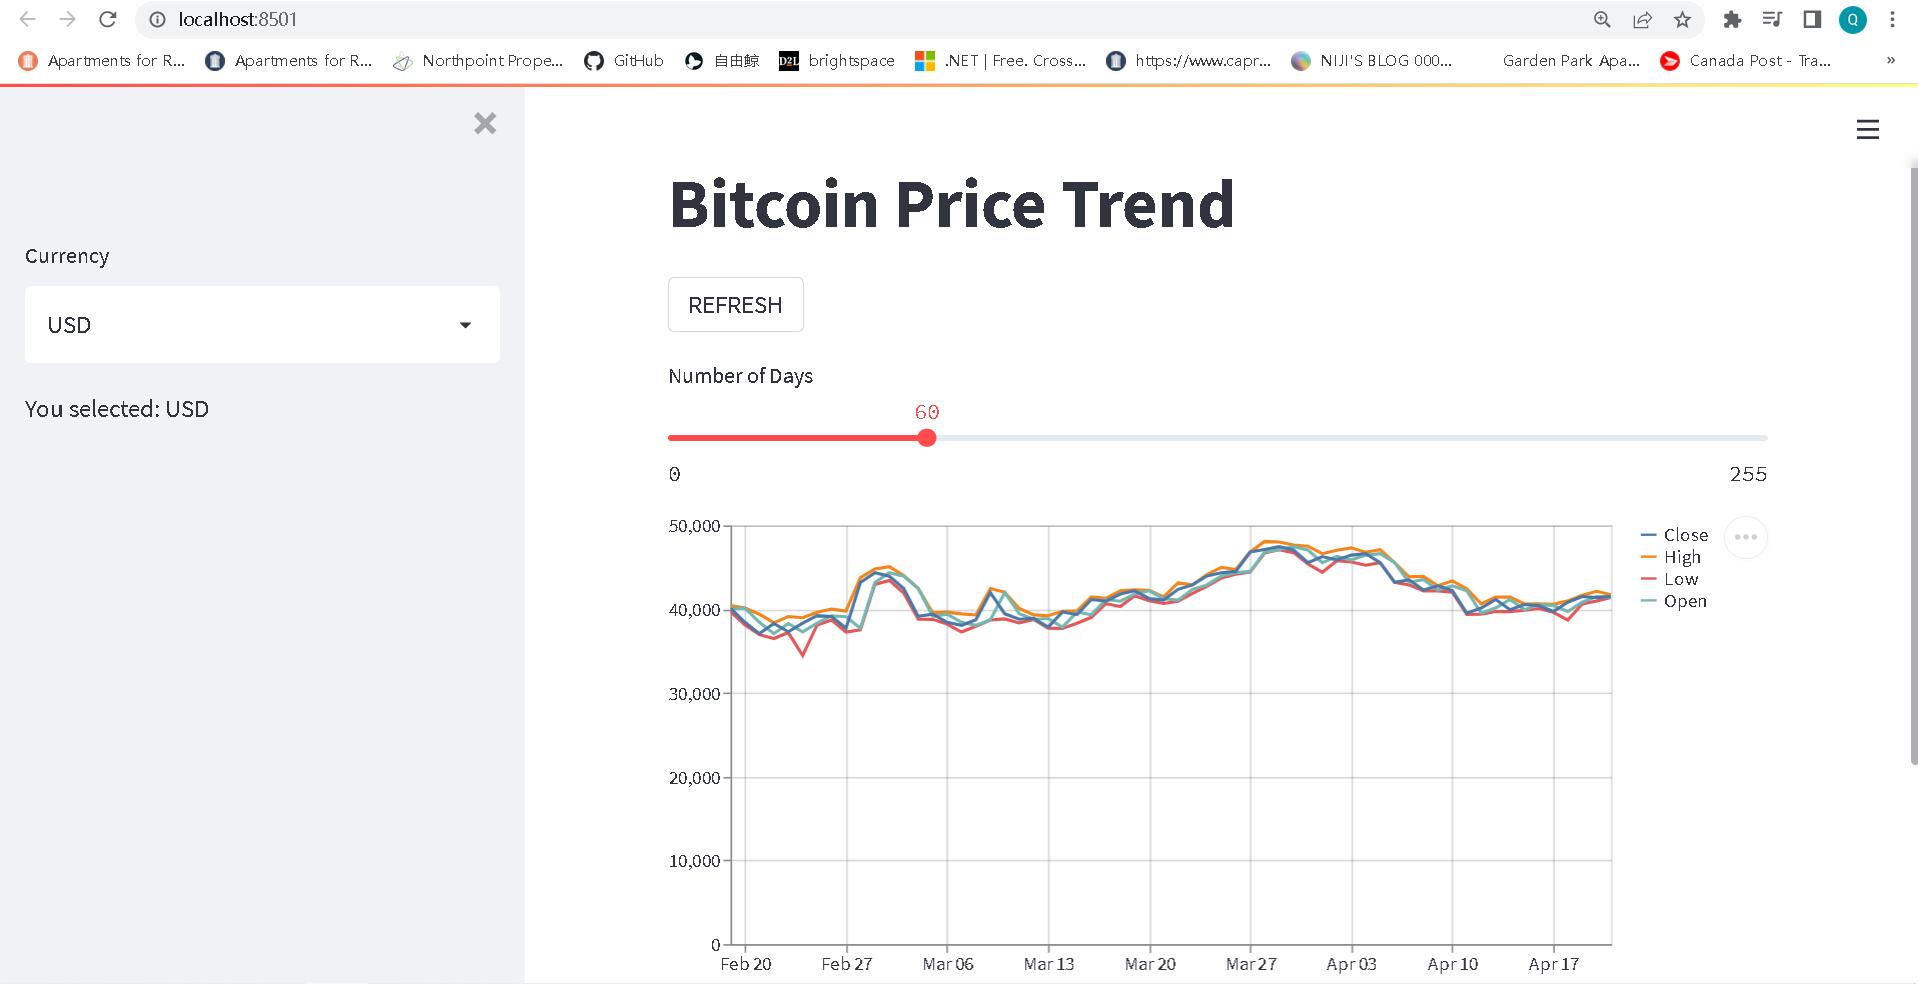 localhost:8501
Q
Apartments for R... Apartments for R... Northpoint Prope... GitHub 自由鲸 D2L brightspace .NET | Free. Cross... https://www.capr... NIJI'S BLOG 000... Garden Park Apa... Canada Post - Tra... »
Currency
USD
You selected: USD
Bitcoin Price Trend
REFRESH
Number of Days
60
0 255
50,000
40,000
30,000
20,000
10,000
0
Feb 20 Feb 27 Mar 06 Mar 13 Mar 20 Mar 27 Apr 03 Apr 10 Apr 17
Close
High
Low
Open